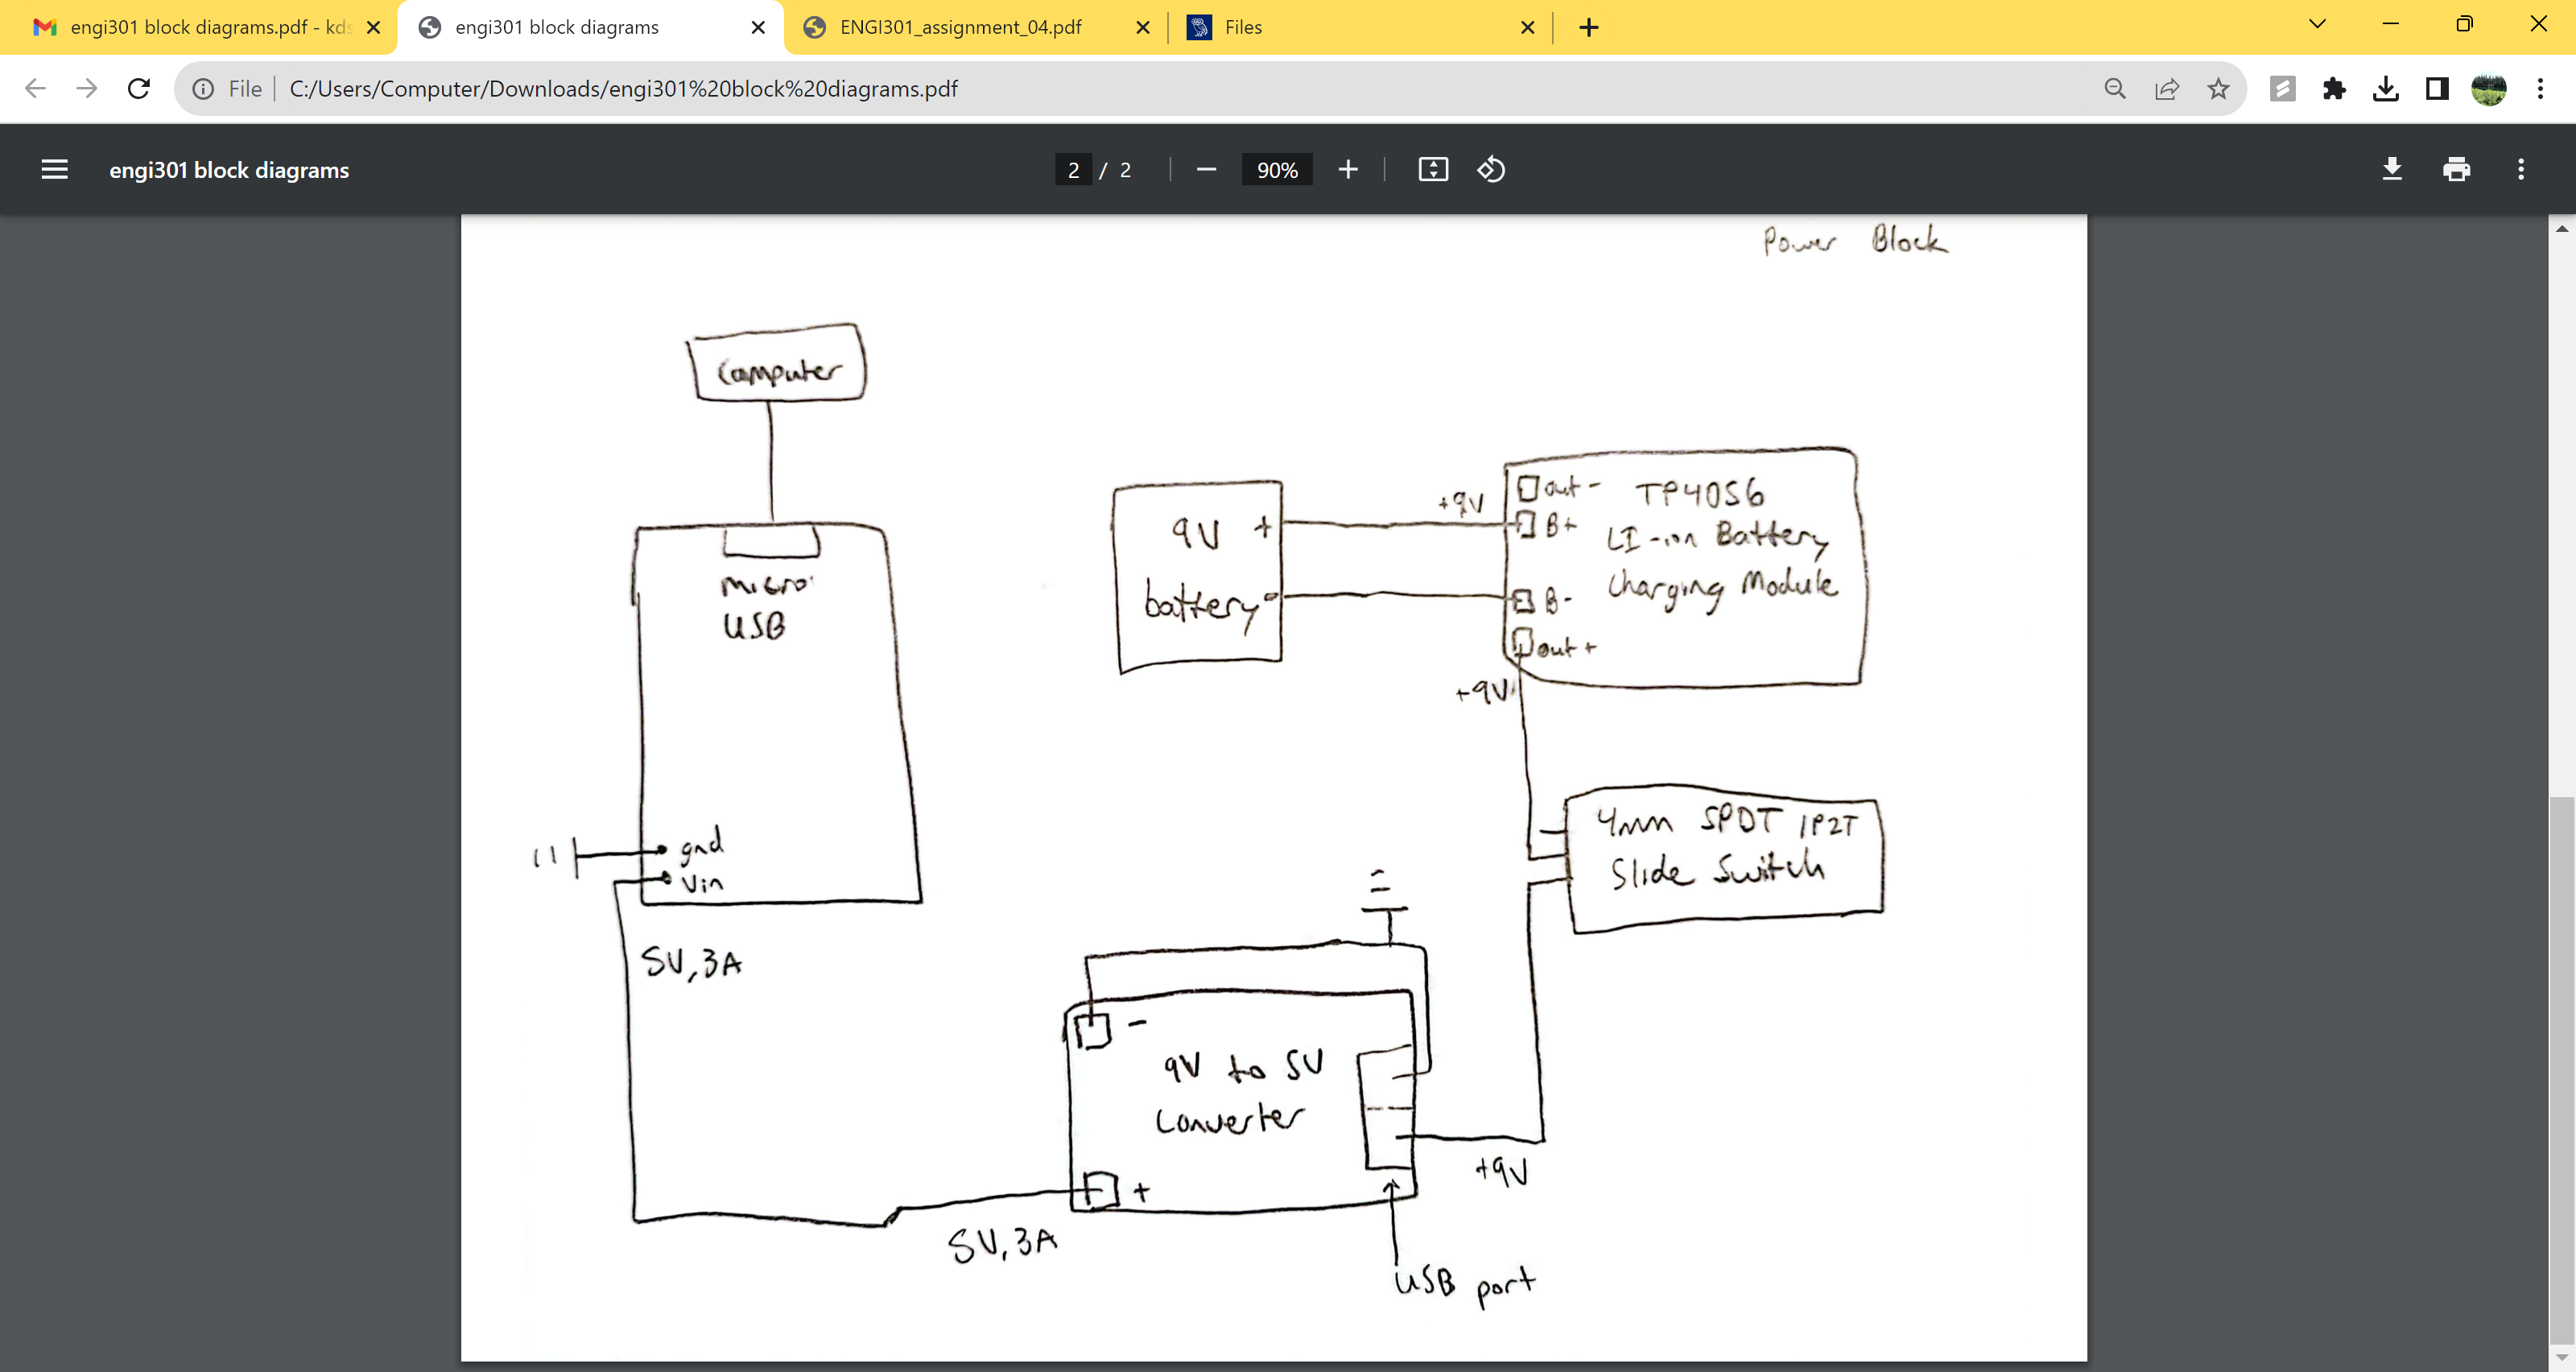 engi301 block diagrams.pdf - kds
engi301 block diagrams
ENGI301_assignment_04.pdf
Files
File
C:/Users/Computer/Downloads/engi301%20block%20diagrams.pdf
engi301 block diagrams
2 / 2
90%
Power Block
Computer
micro
USB
gnd
Vin
5V, 3A
9V +
battery -
+9V
out -
B+
B-
out +
TP4056
LI-ion Battery
Charging Module
+9V
4mm SPDT 1P2T
Slide Switch
-
9V to 5V
Converter
+
+9V
5V, 3A
USB port